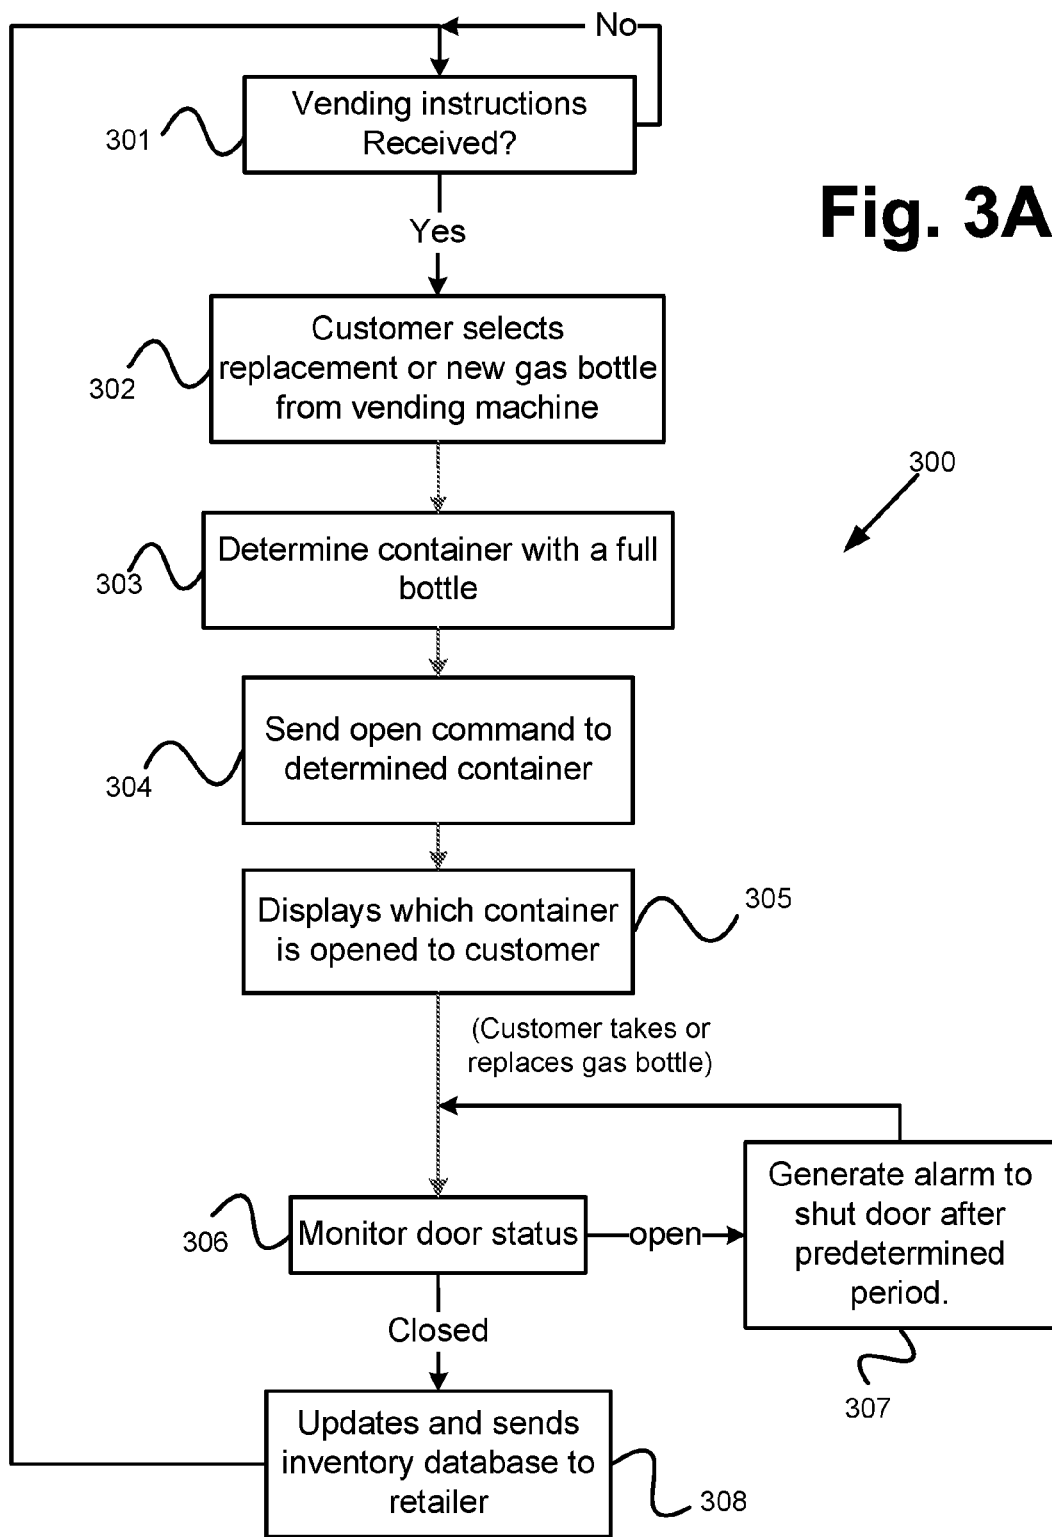 No
Vending instructions
Received?
301
Fig. 3A
Yes
Customer selects
replacement or new gas bottle
from vending machine
302
300
Determine container with a full
bottle
303
Send open command to
determined container
304
Displays which container
is opened to customer
305
(Customer takes or
replaces gas bottle)
Monitor door status
306
open
Generate alarm to
shut door after
predetermined
period.
307
Closed
Updates and sends
inventory database to
retailer
308